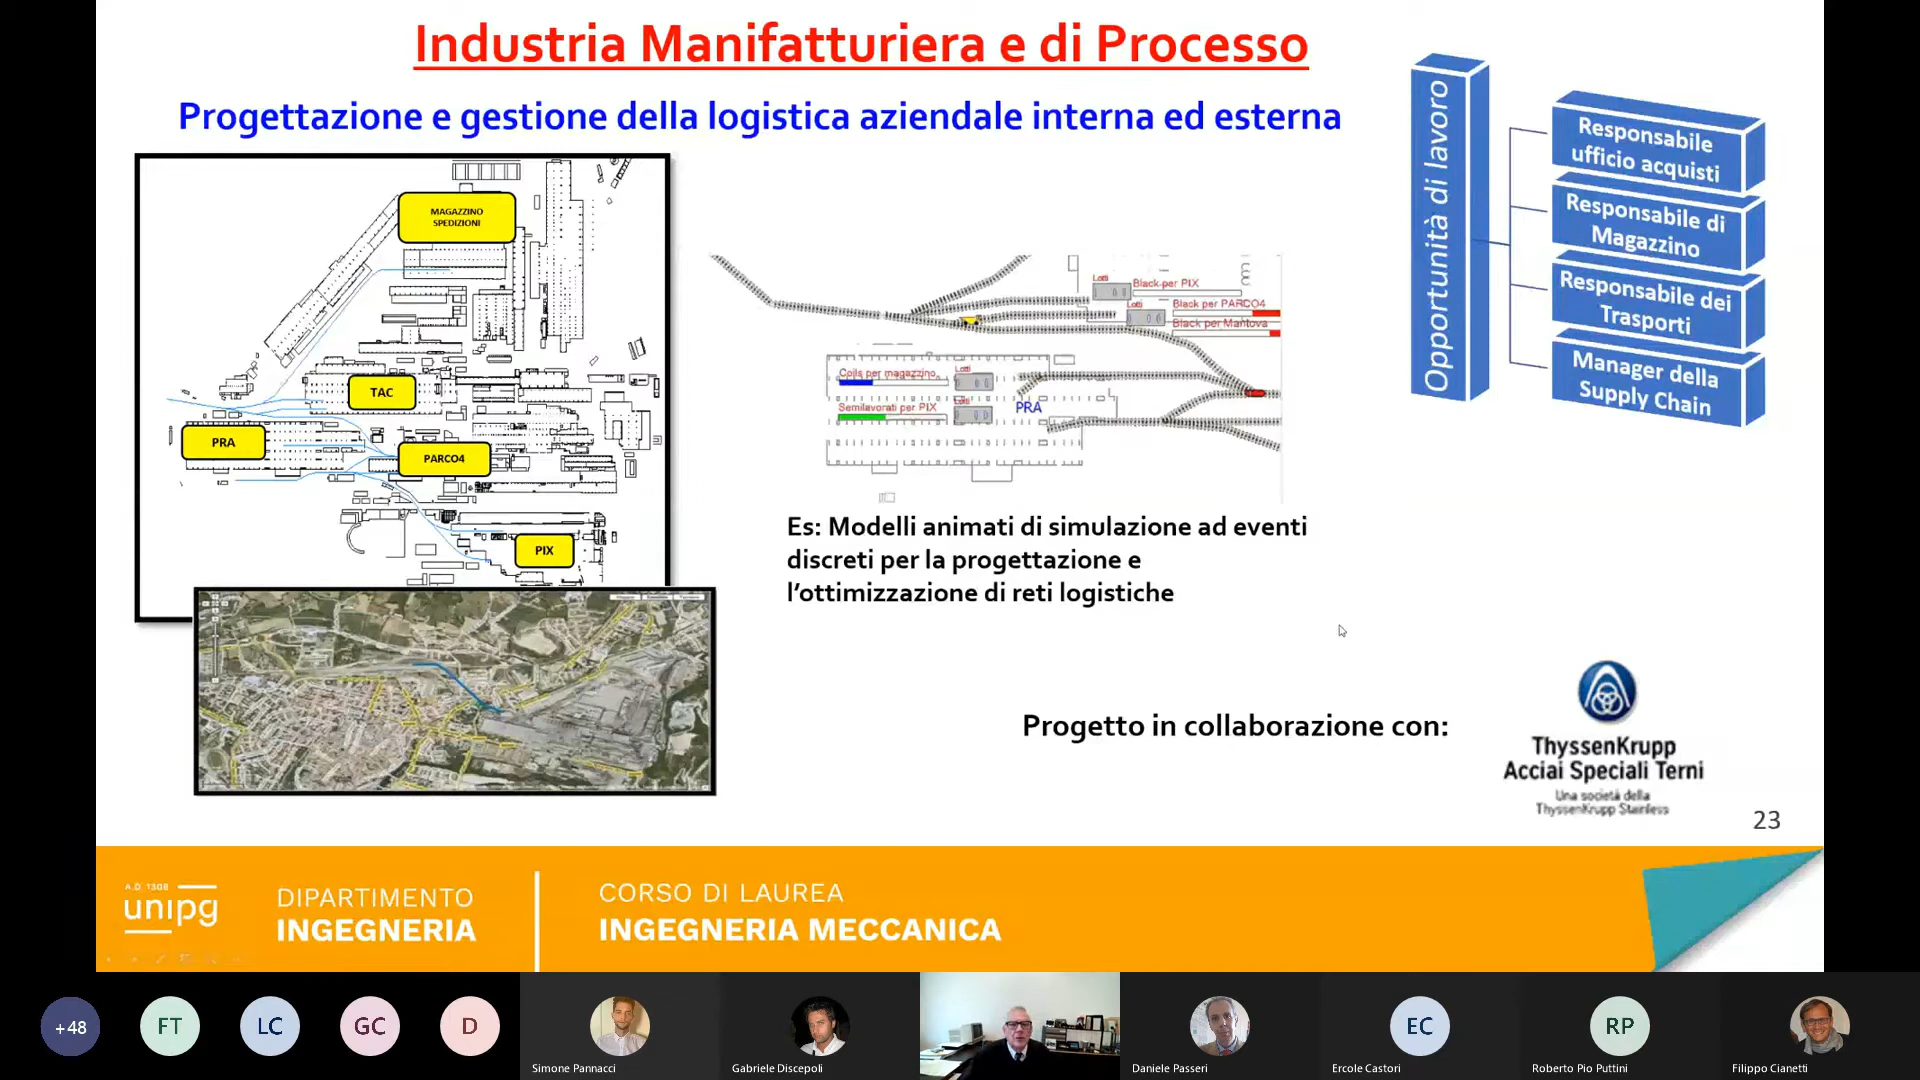 Industria Manifatturiera e di Processo
Progettazione e gestione della logistica aziendale interna ed esterna
MAGAZZINO
SPEDIZIONI
TAC
PRA
PARCO4
PIX
Lotti
Black per PIX
Lotti
Black per PARCO4
Black per Mantova
Coils per magazzino
Lotti
Semilavorati per PIX
Lotti
PRA
Es: Modelli animati di simulazione ad eventi
discreti per la progettazione e
l’ottimizzazione di reti logistiche
Opportunità di lavoro
Responsabile
ufficio acquisti
Responsabile di
Magazzino
Responsabile dei
Trasporti
Manager della
Supply Chain
Progetto in collaborazione con:
ThyssenKrupp
Acciai Speciali Terni
Una società della
ThyssenKrupp Stainless
23
A.D. 1308
unipg
DIPARTIMENTO
INGEGNERIA
CORSO DI LAUREA
INGEGNERIA MECCANICA
+48
FT
LC
GC
D
Simone Pannacci
Gabriele Discepoli
Daniele Passeri
EC
Ercole Castori
RP
Roberto Pio Puttini
Filippo Cianetti